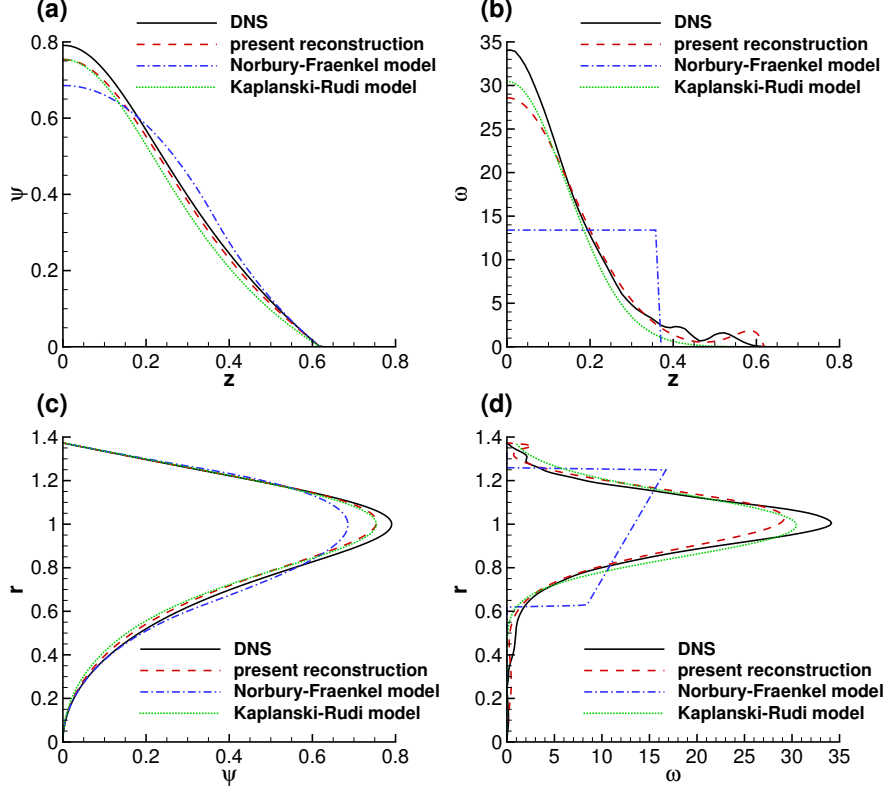 (a)
DNS
present reconstruction
Norbury-Fraenkel model
Kaplanski-Rudi model
0.8
0.6
0.4
0.2
0
ψ
0 0.2 0.4 0.6 0.8
z
(b)
DNS
present reconstruction
Norbury-Fraenkel model
Kaplanski-Rudi model
35
30
25
20
15
10
5
0
ω
0 0.2 0.4 0.6 0.8
z
(c)
1.4
1.2
1
0.8
0.6
0.4
0.2
0
r
DNS
present reconstruction
Norbury-Fraenkel model
Kaplanski-Rudi model
0 0.2 0.4 0.6 0.8
ψ
(d)
1.4
1.2
1
0.8
0.6
0.4
0.2
0
r
DNS
present reconstruction
Norbury-Fraenkel model
Kaplanski-Rudi model
0 5 10 15 20 25 30 35
ω